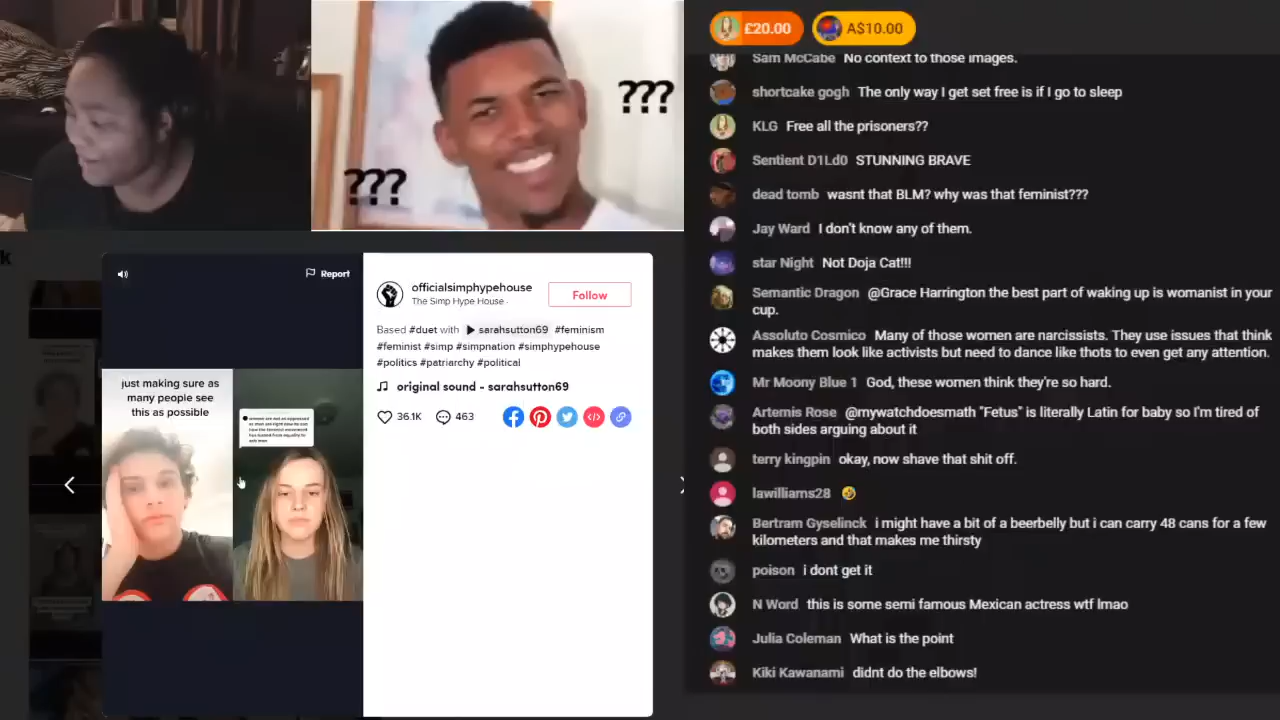 ???
???
k
Report
officialsimphypehouse
The Simp Hype House ·
Follow
Based #duet with ▶ sarahsutton69 #feminism
#feminist #simp #simpnation #simphypehouse
#politics #patriarchy #political
original sound - sarahsutton69
36.1K
463
just making sure as
many people see
this as possible
£20.00
A$10.00
Sam McCabe No context to those images.
shortcake gogh The only way I get set free is if I go to sleep
KLG Free all the prisoners??
Sentient D1Ld0 STUNNING BRAVE
dead tomb wasnt that BLM? why was that feminist???
Jay Ward I don't know any of them.
star Night Not Doja Cat!!!
Semantic Dragon @Grace Harrington the best part of waking up is womanist in your
cup.
Assoluto Cosmico Many of those women are narcissists. They use issues that think
makes them look like activists but need to dance like thots to even get any attention.
Mr Moony Blue 1 God, these women think they're so hard.
Artemis Rose @mywatchdoesmath "Fetus" is literally Latin for baby so I'm tired of
both sides arguing about it
terry kingpin okay, now shave that shit off.
lawilliams28 🤣
Bertram Gyselinck i might have a bit of a beerbelly but i can carry 48 cans for a few
kilometers and that makes me thirsty
poison i dont get it
N Word this is some semi famous Mexican actress wtf lmao
Julia Coleman What is the point
Kiki Kawanami didnt do the elbows!